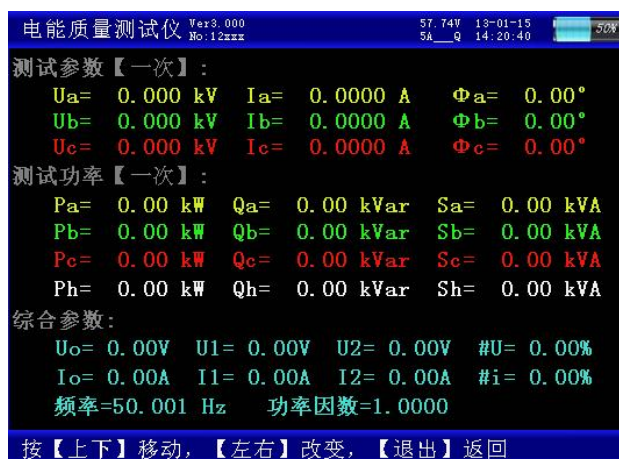 电能质量测试仪 Ver3.000 57.74V 13-01-15 50%
No:12xxx 5A__Q 14:20:40
测试参数【一次】:
Ua= 0.000 kV Ia= 0.0000 A Φa= 0.00°
Ub= 0.000 kV Ib= 0.0000 A Φb= 0.00°
Uc= 0.000 kV Ic= 0.0000 A Φc= 0.00°
测试功率【一次】:
Pa= 0.00 kW Qa= 0.00 kVar Sa= 0.00 kVA
Pb= 0.00 kW Qb= 0.00 kVar Sb= 0.00 kVA
Pc= 0.00 kW Qc= 0.00 kVar Sc= 0.00 kVA
Ph= 0.00 kW Qh= 0.00 kVar Sh= 0.00 kVA
综合参数:
Uo= 0.00V U1= 0.00V U2= 0.00V #U= 0.00%
Io= 0.00A I1= 0.00A I2= 0.00A #i= 0.00%
频率=50.001 Hz 功率因数=1.0000
按【上下】移动，【左右】改变，【退出】返回